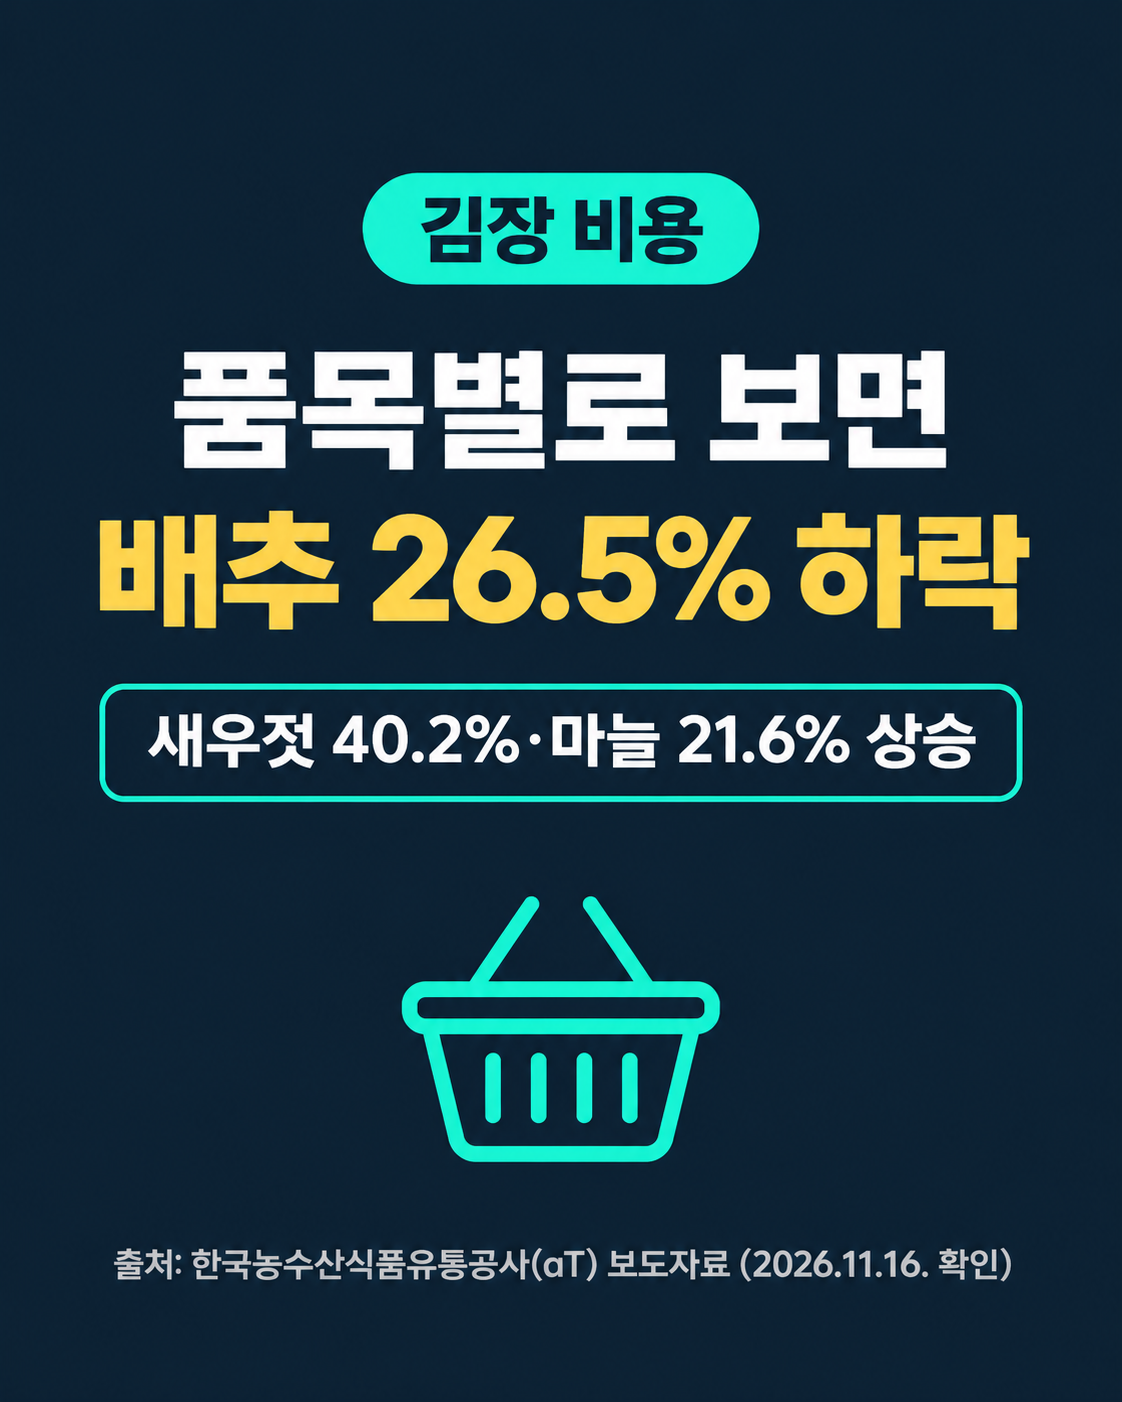 김장 비용
품목별로 보면
배추 26.5% 하락
새우젓 40.2%·마늘 21.6% 상승
출처: 한국농수산식품유통공사(aT) 보도자료 (2026.11.16. 확인)